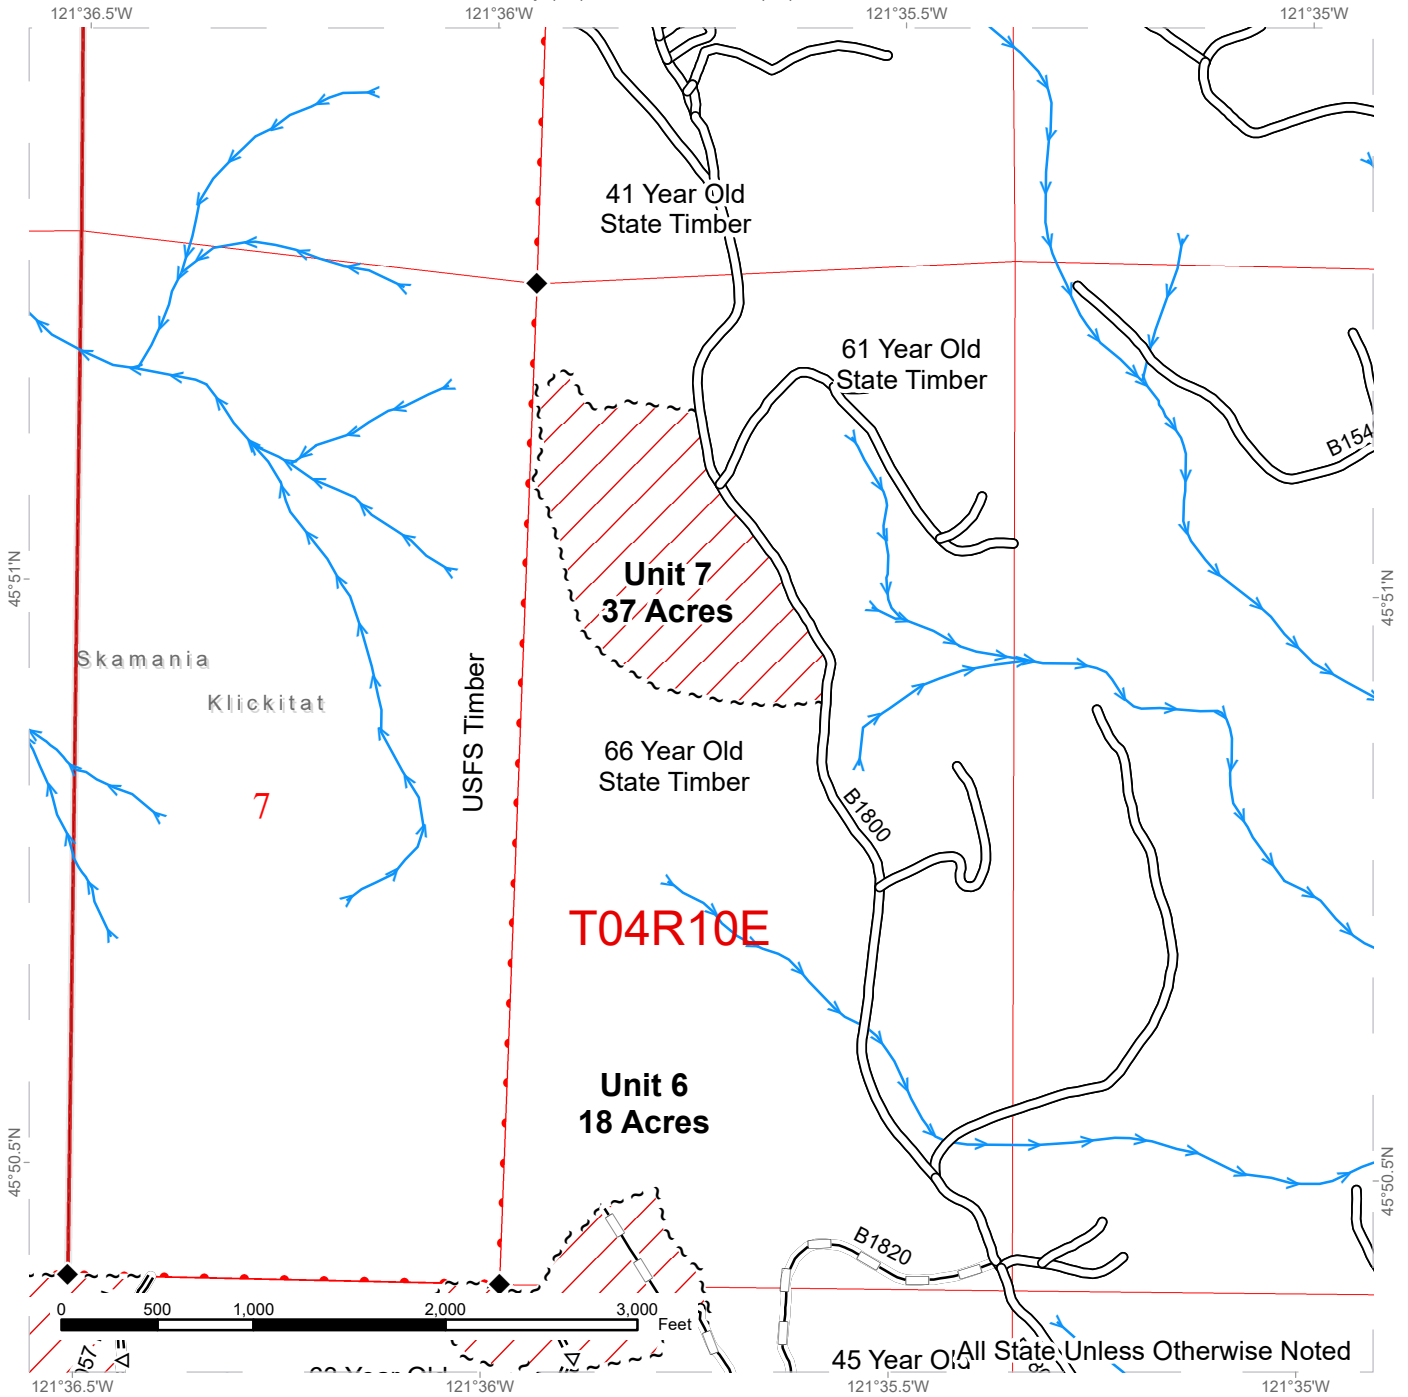 121°36.5'W
121°36'W
121°35.5'W
121°35'W
41 Year Old
State Timber
61 Year Old
State Timber
B154
Unit 7
37 Acres
45°51'N
45°51'N
Skamania
Klickitat
USFS Timber
66 Year Old
State Timber
7
B1800
T04R10E
Unit 6
18 Acres
45°50.5'N
45°50.5'N
B1820
0
500
1,000
2,000
3,000
Feet
All State Unless Otherwise Noted
45 Year Old
121°36.5'W
121°36'W
121°35.5'W
121°35'W